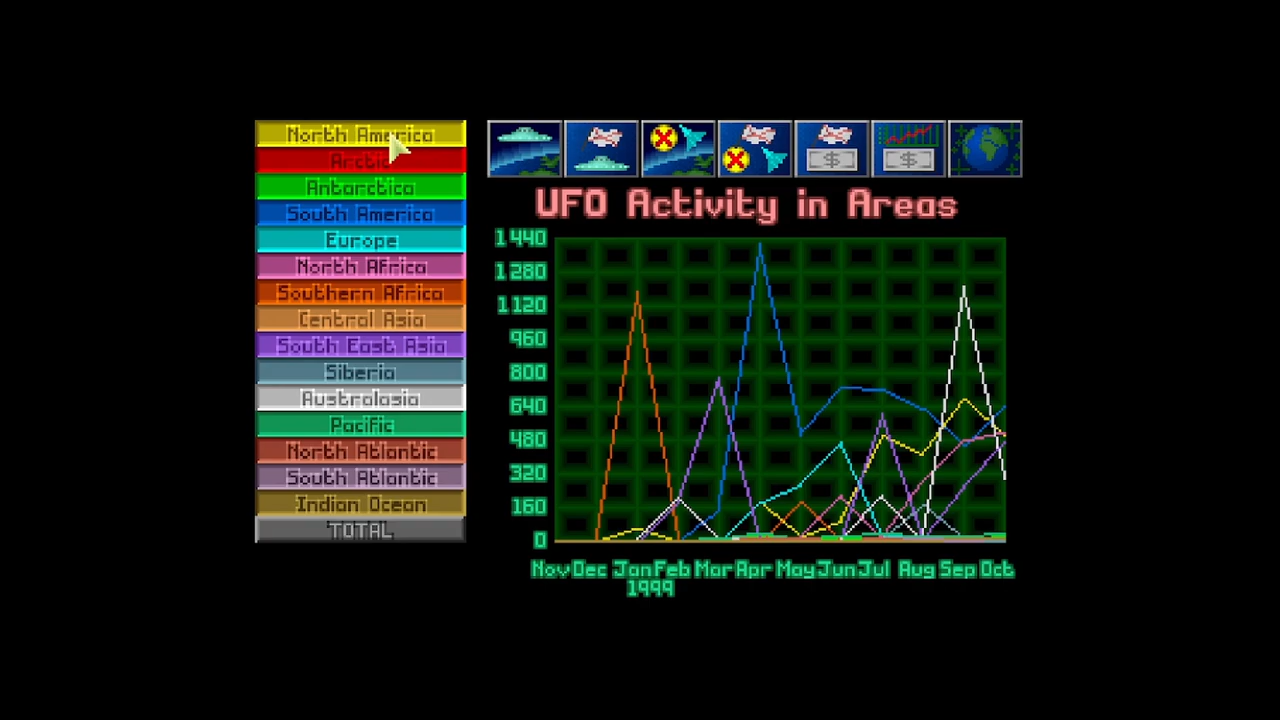 North America
Arctic
Antarctica
South America
Europe
North Africa
Southern Africa
Central Asia
South East Asia
Siberia
Australasia
Pacific
North Atlantic
South Atlantic
Indian Ocean
TOTAL
$ $
UFO Activity in Areas
1440
1280
1120
960
800
640
480
320
160
0
Nov Dec Jan Feb Mar Apr May Jun Jul Aug Sep Oct
1999